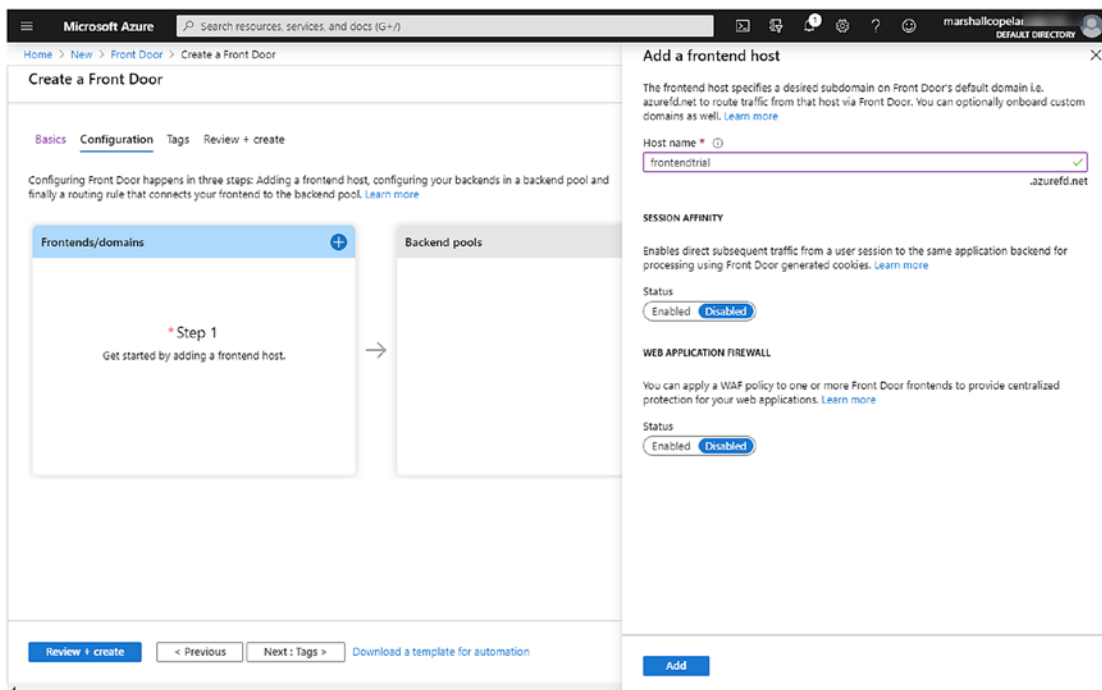 Microsoft Azure
Search resources, services, and docs (G+/)
1
marshallcopela
DEFAULT DIRECTORY
Home > New > Front Door > Create a Front Door
Create a Front Door
Basics Configuration Tags Review + create
Configuring Front Door happens in three steps: Adding a frontend host, configuring your backends in a backend pool and
finally a routing rule that connects your frontend to the backend pool. Learn more
Frontends/domains
* Step 1
Get started by adding a frontend host.
Backend pools
Review + create
< Previous
Next : Tags >
Download a template for automation
Add a frontend host
The frontend host specifies a desired subdomain on Front Door's default domain i.e.
azurefd.net to route traffic from that host via Front Door. You can optionally onboard custom
domains as well. Learn more
Host name *
frontendtrial
.azurefd.net
SESSION AFFINITY
Enables direct subsequent traffic from a user session to the same application backend for
processing using Front Door generated cookies. Learn more
Status
Enabled Disabled
WEB APPLICATION FIREWALL
You can apply a WAF policy to one or more Front Door frontends to provide centralized
protection for your web applications. Learn more
Status
Enabled Disabled
Add